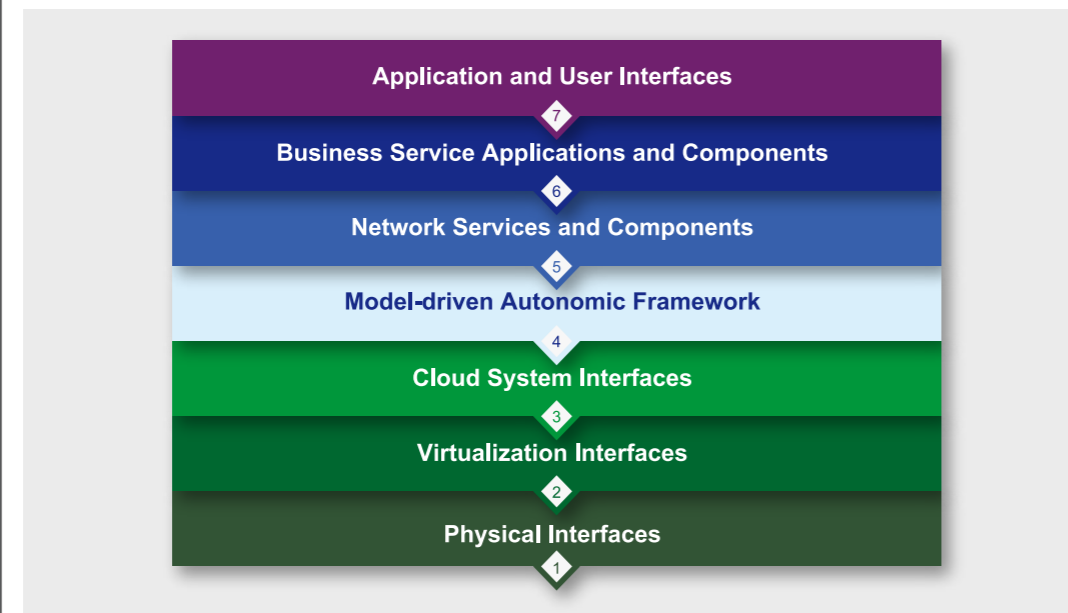 Application and User Interfaces
7
Business Service Applications and Components
6
Network Services and Components
5
Model-driven Autonomic Framework
4
Cloud System Interfaces
3
Virtualization Interfaces
2
Physical Interfaces
1